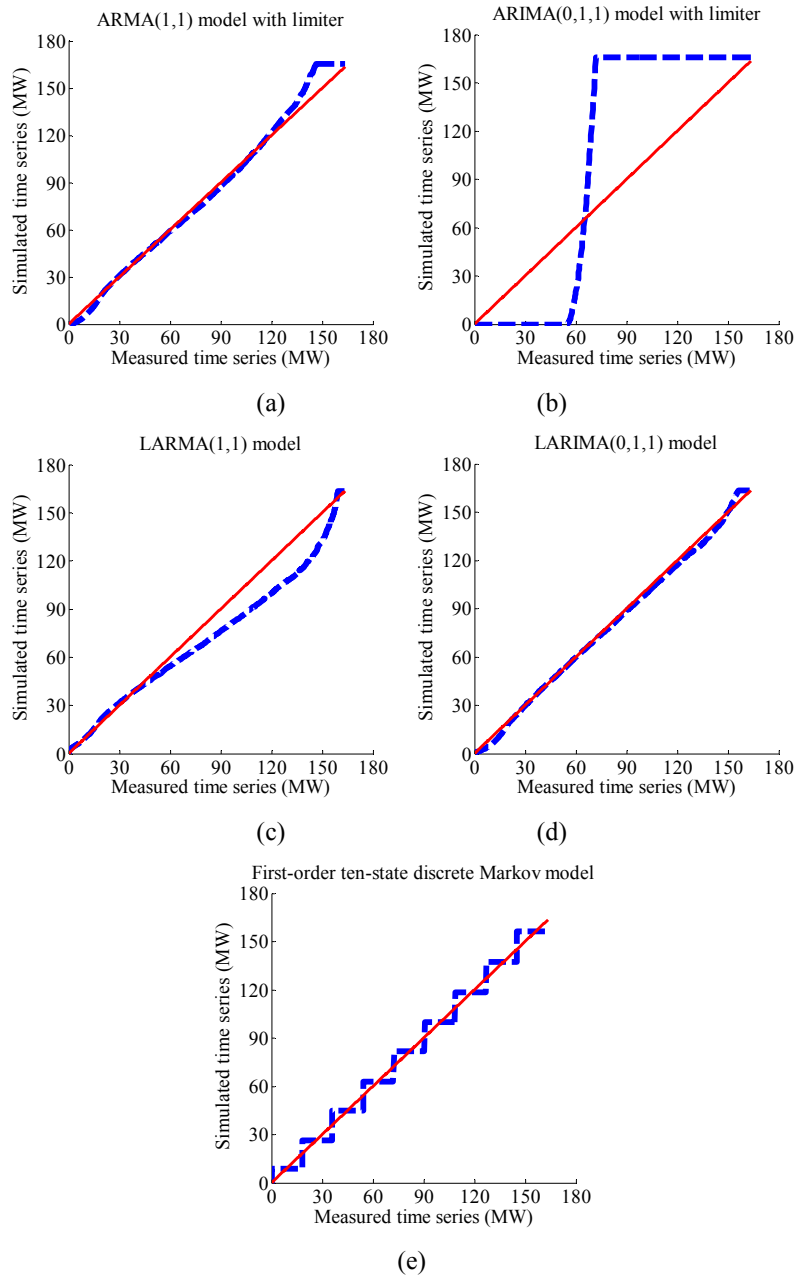 ARMA(1,1) model with limiter
Simulated time series (MW)
180
150
120
90
60
30
0
0 30 60 90 120 150 180
Measured time series (MW)
(a)
ARIMA(0,1,1) model with limiter
Simulated time series (MW)
180
150
120
90
60
30
0
0 30 60 90 120 150 180
Measured time series (MW)
(b)
LARMA(1,1) model
Simulated time series (MW)
180
150
120
90
60
30
0
0 30 60 90 120 150 180
Measured time series (MW)
(c)
LARIMA(0,1,1) model
Simulated time series (MW)
180
150
120
90
60
30
0
0 30 60 90 120 150 180
Measured time series (MW)
(d)
First-order ten-state discrete Markov model
Simulated time series (MW)
180
150
120
90
60
30
0
0 30 60 90 120 150 180
Measured time series (MW)
(e)